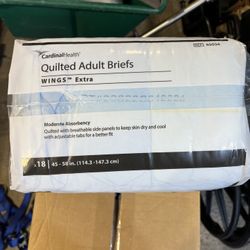 CardinalHealth
Quilted Adult Briefs
WINGS™ Extra
Moderate Absorbency
Quilted with breathable side panels to keep skin dry and cool
with adjustable tabs for a better fit
18
45 - 58 in. (114.3 - 147.3 cm)